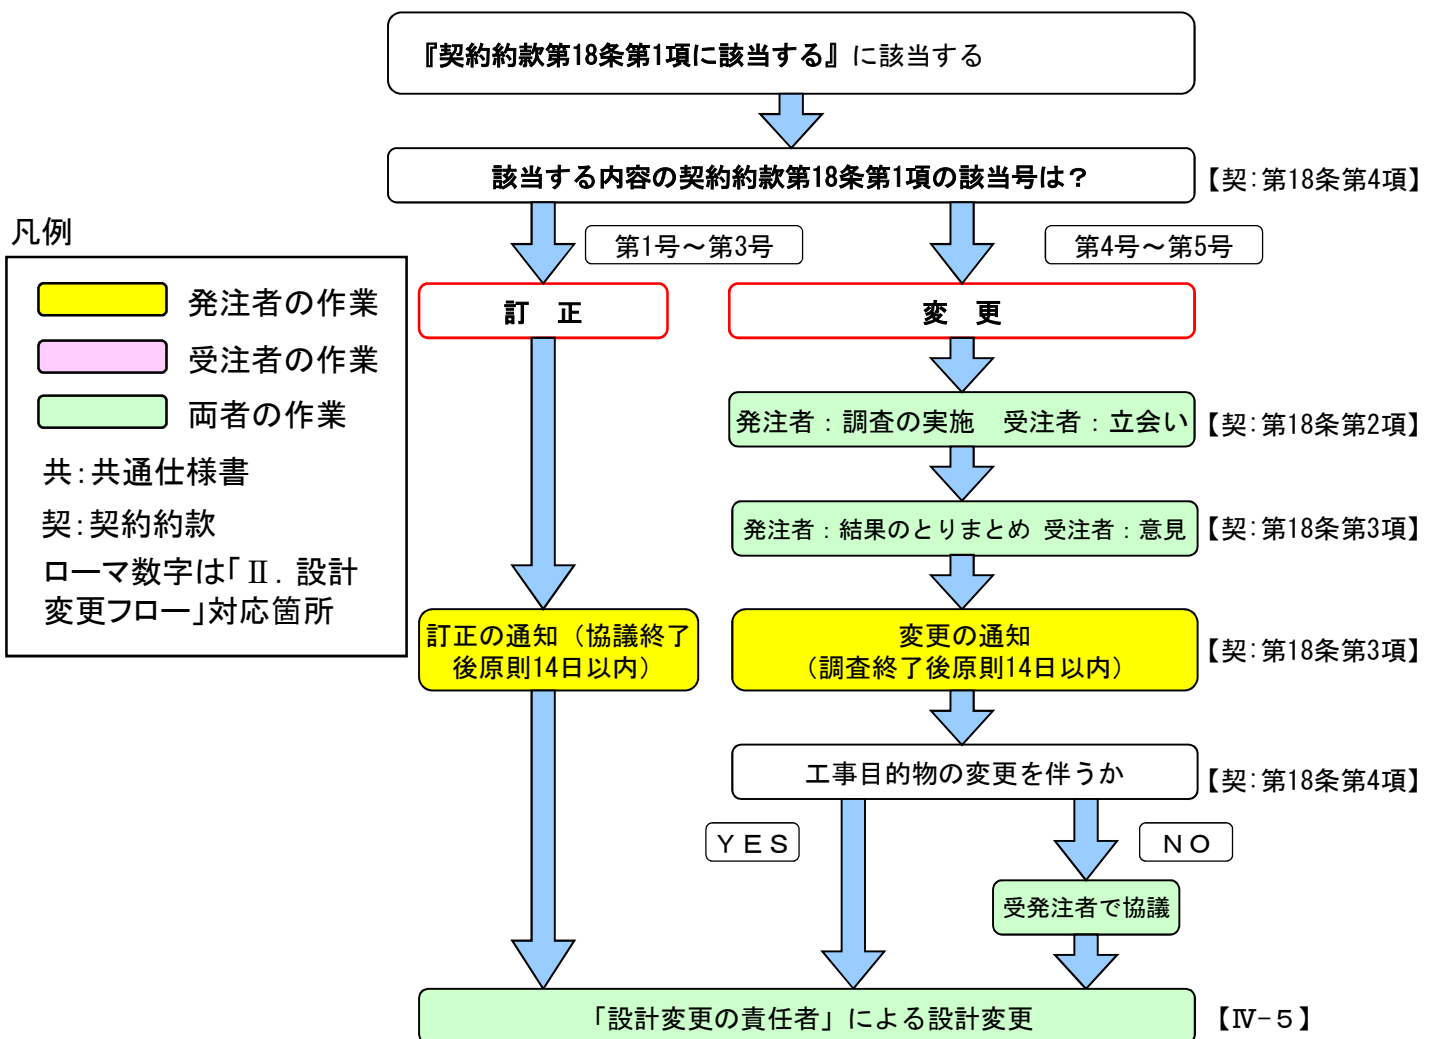 『契約約款第18条第1項に該当する』に該当する
該当する内容の契約約款第18条第1項の該当号は？
【契：第18条第4項】
第1号～第3号
第4号～第5号
凡例
発注者の作業
受注者の作業
両者の作業
共：共通仕様書
契：契約約款
ローマ数字は「Ⅱ．設計
変更フロー」対応箇所
訂　正
変　更
発注者：調査の実施　受注者：立会い
【契：第18条第2項】
発注者：結果のとりまとめ 受注者：意見
【契：第18条第3項】
訂正の通知（協議終了
後原則14日以内）
変更の通知
（調査終了後原則14日以内）
【契：第18条第3項】
工事目的物の変更を伴うか
【契：第18条第4項】
ＹＥＳ
ＮＯ
受発注者で協議
「設計変更の責任者」による設計変更
【Ⅳ-５】